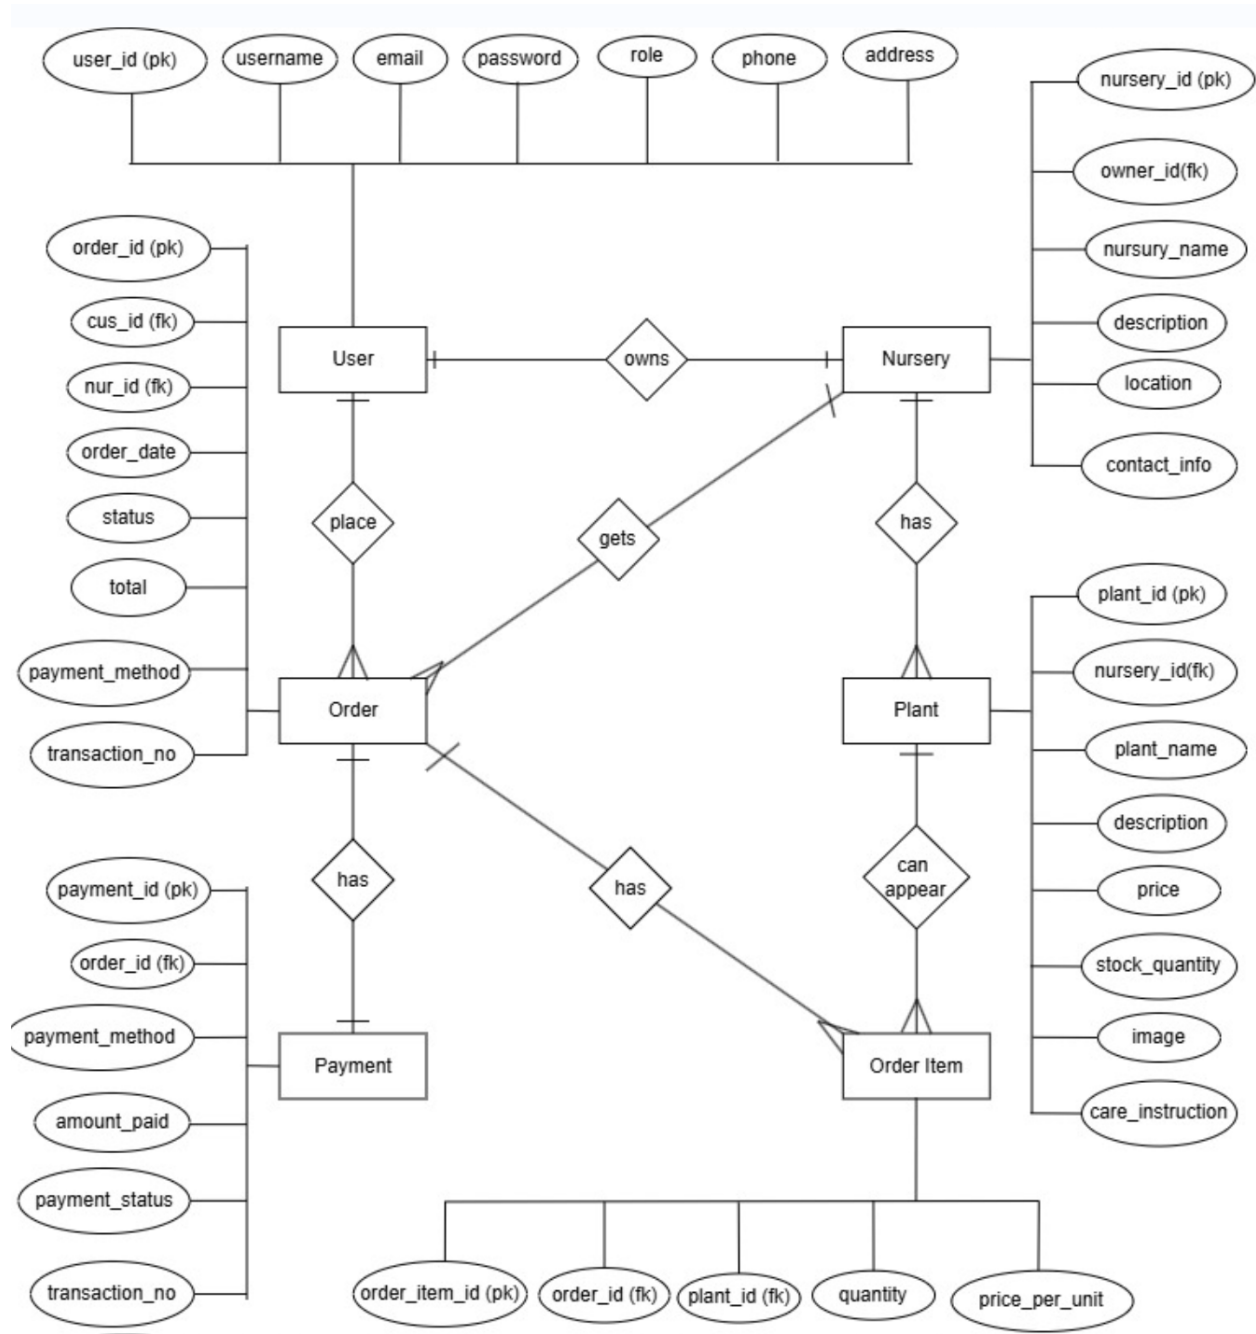 user_id (pk)
username
email
password
role
phone
address
nursery_id (pk)
owner_id(fk)
nursury_name
description
location
contact_info
order_id (pk)
cus_id (fk)
nur_id (fk)
order_date
status
total
payment_method
transaction_no
User
owns
Nursery
place
gets
has
Order
Plant
plant_id (pk)
nursery_id(fk)
plant_name
description
price
stock_quantity
image
care_instruction
has
has
can
appear
payment_id (pk)
order_id (fk)
payment_method
amount_paid
payment_status
transaction_no
Payment
Order Item
order_item_id (pk)
order_id (fk)
plant_id (fk)
quantity
price_per_unit